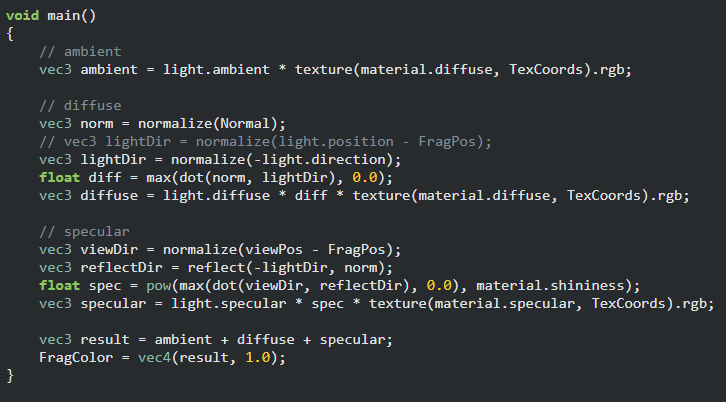 void main()
{
    // ambient
    vec3 ambient = light.ambient * texture(material.diffuse, TexCoords).rgb;

    // diffuse
    vec3 norm = normalize(Normal);
    // vec3 lightDir = normalize(light.position - FragPos);
    vec3 lightDir = normalize(-light.direction);
    float diff = max(dot(norm, lightDir), 0.0);
    vec3 diffuse = light.diffuse * diff * texture(material.diffuse, TexCoords).rgb;

    // specular
    vec3 viewDir = normalize(viewPos - FragPos);
    vec3 reflectDir = reflect(-lightDir, norm);
    float spec = pow(max(dot(viewDir, reflectDir), 0.0), material.shininess);
    vec3 specular = light.specular * spec * texture(material.specular, TexCoords).rgb;

    vec3 result = ambient + diffuse + specular;
    FragColor = vec4(result, 1.0);
}